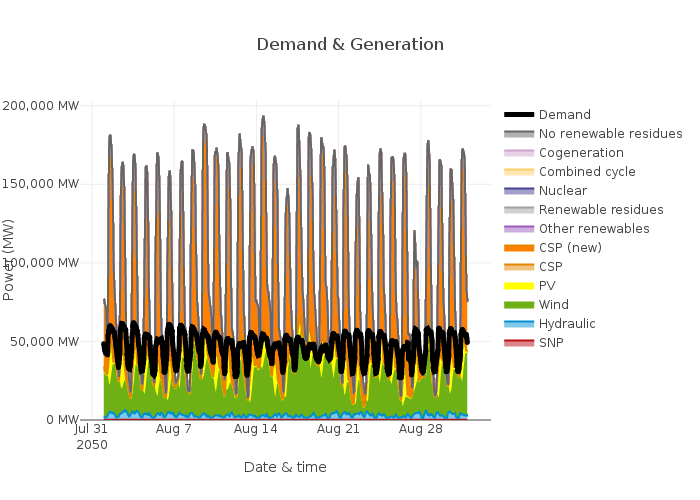 Demand & Generation
200,000 MW
150,000 MW
100,000 MW
50,000 MW
0 MW
Power (MW)
Jul 31
2050
Aug 7
Aug 14
Aug 21
Aug 28
Date & time
Demand
No renewable residues
Cogeneration
Combined cycle
Nuclear
Renewable residues
Other renewables
CSP (new)
CSP
PV
Wind
Hydraulic
SNP